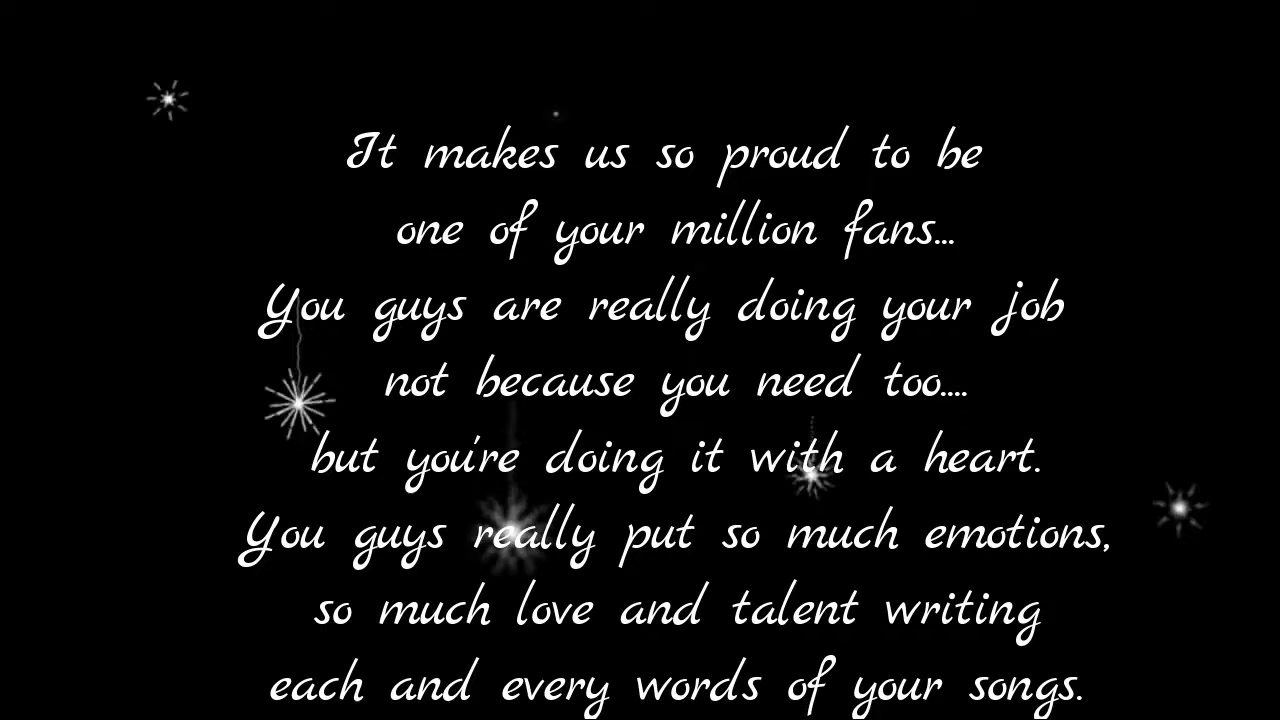 It makes us so proud to be
one of your million fans...
You guys are really doing your job
not because you need too....
but you're doing it with a heart.
You guys really put so much emotions,
so much love and talent writing
each and every words of your songs.